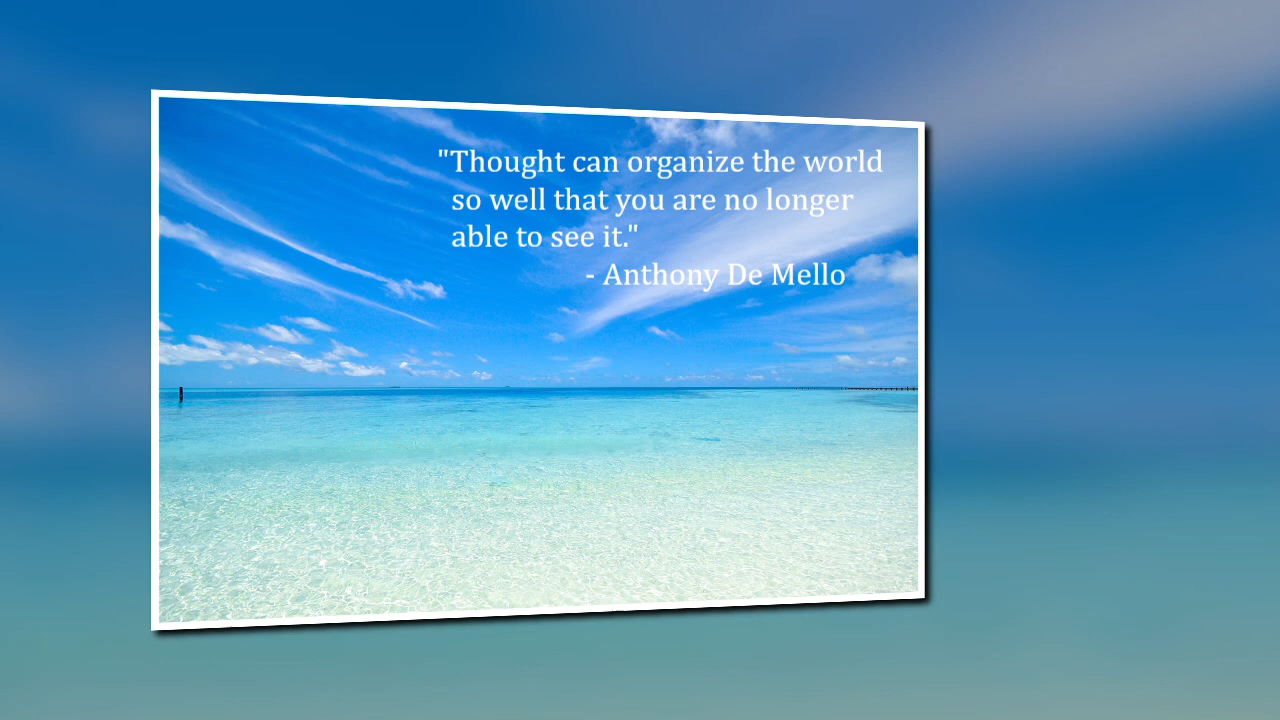 "Thought can organize the world
so well that you are no longer
able to see it."
- Anthony De Mello